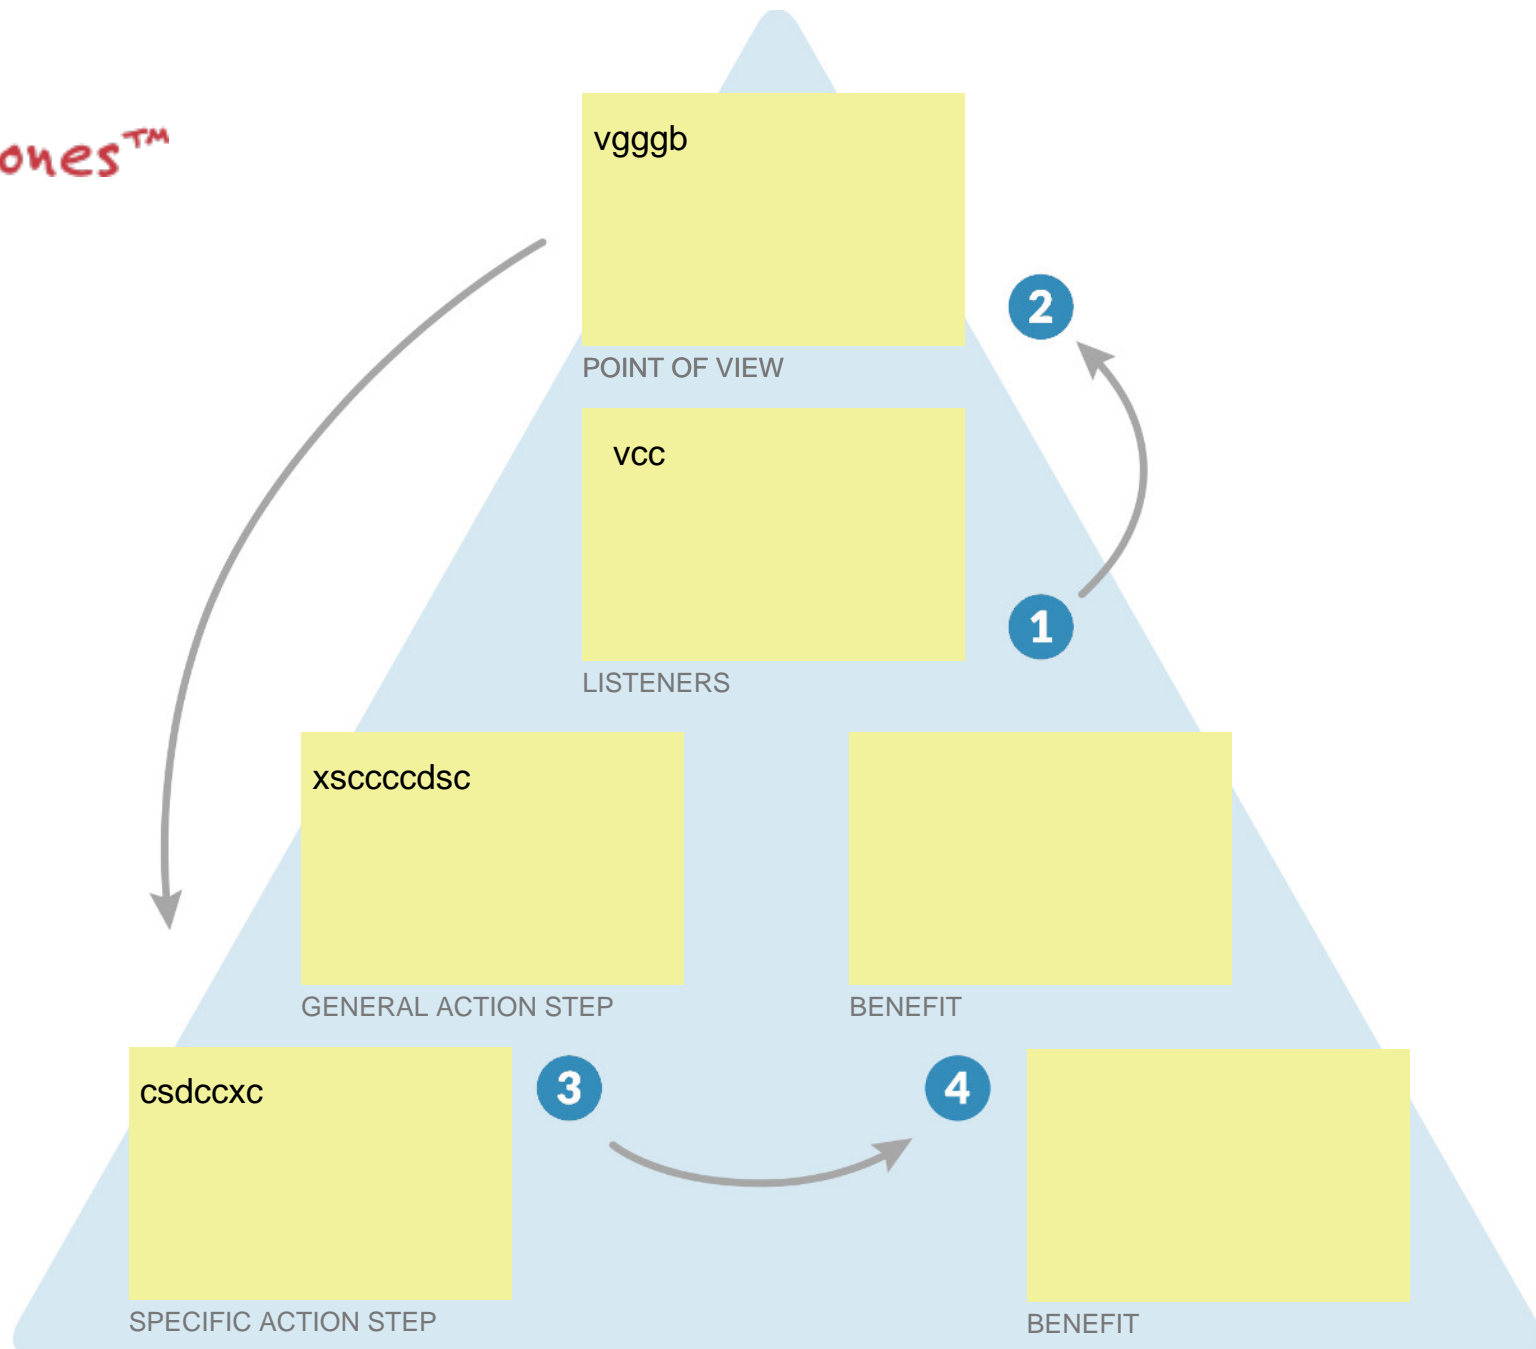 ones™
vgggb
2
POINT OF VIEW
vcc
1
LISTENERS
xsccccdsc
GENERAL ACTION STEP
BENEFIT
csdccxc
3
4
SPECIFIC ACTION STEP
BENEFIT